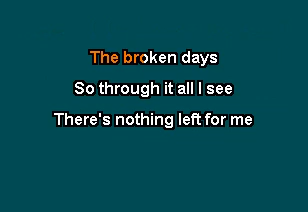 The broken days
So through it all I see
There's nothing left for me